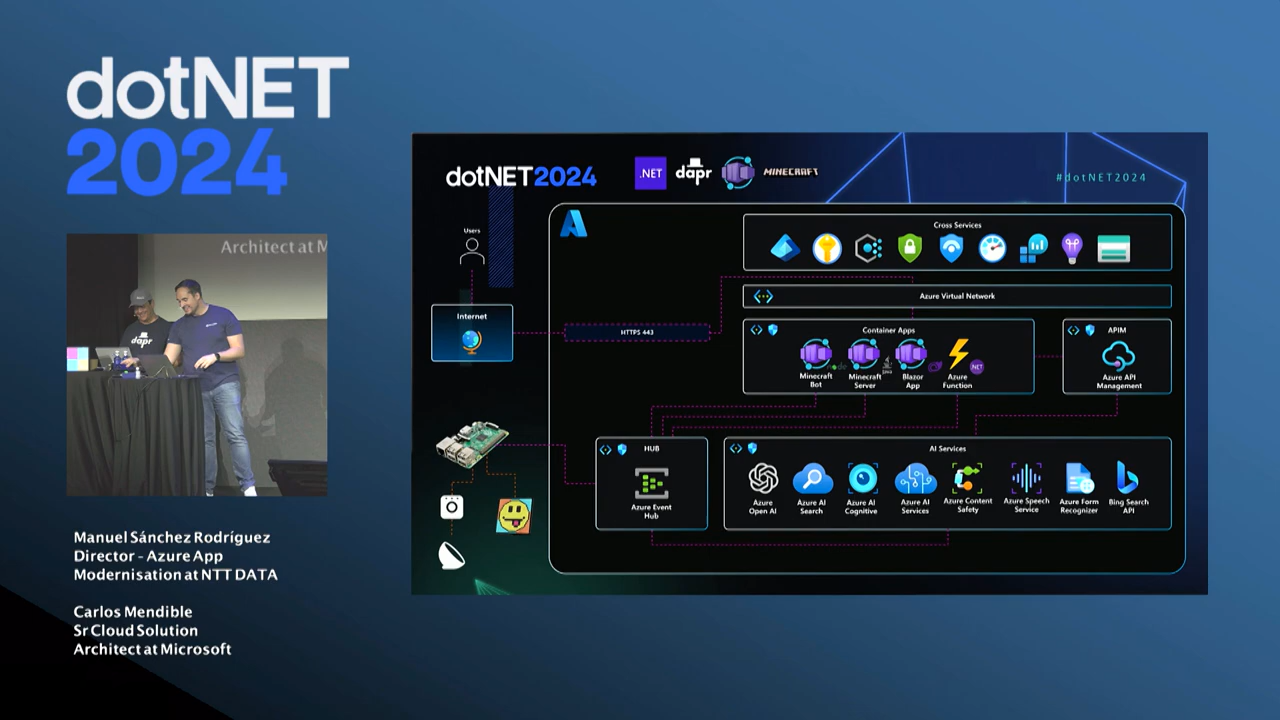 dotNET
2024
Architect at M
dapr
Manuel Sánchez Rodríguez
Director - Azure App
Modernisation at NTT DATA
Carlos Mendible
Sr Cloud Solution
Architect at Microsoft
dotNET2024
.NET
dapr
MINECRAFT
#dotNET2024
Users
Internet
HTTPS 443
Cross Services
Azure Virtual Network
Container Apps
Minecraft
Bot
node
Minecraft
Server
Java
Blazor
App
Azure
Function
.NET
APIM
Azure API
Management
HUB
Azure Event
Hub
AI Services
Azure
Open AI
Azure AI
Search
Azure AI
Cognitive
Azure AI
Services
Azure Content
Safety
Azure Speech
Service
Azure Form
Recognizer
Bing Search
API